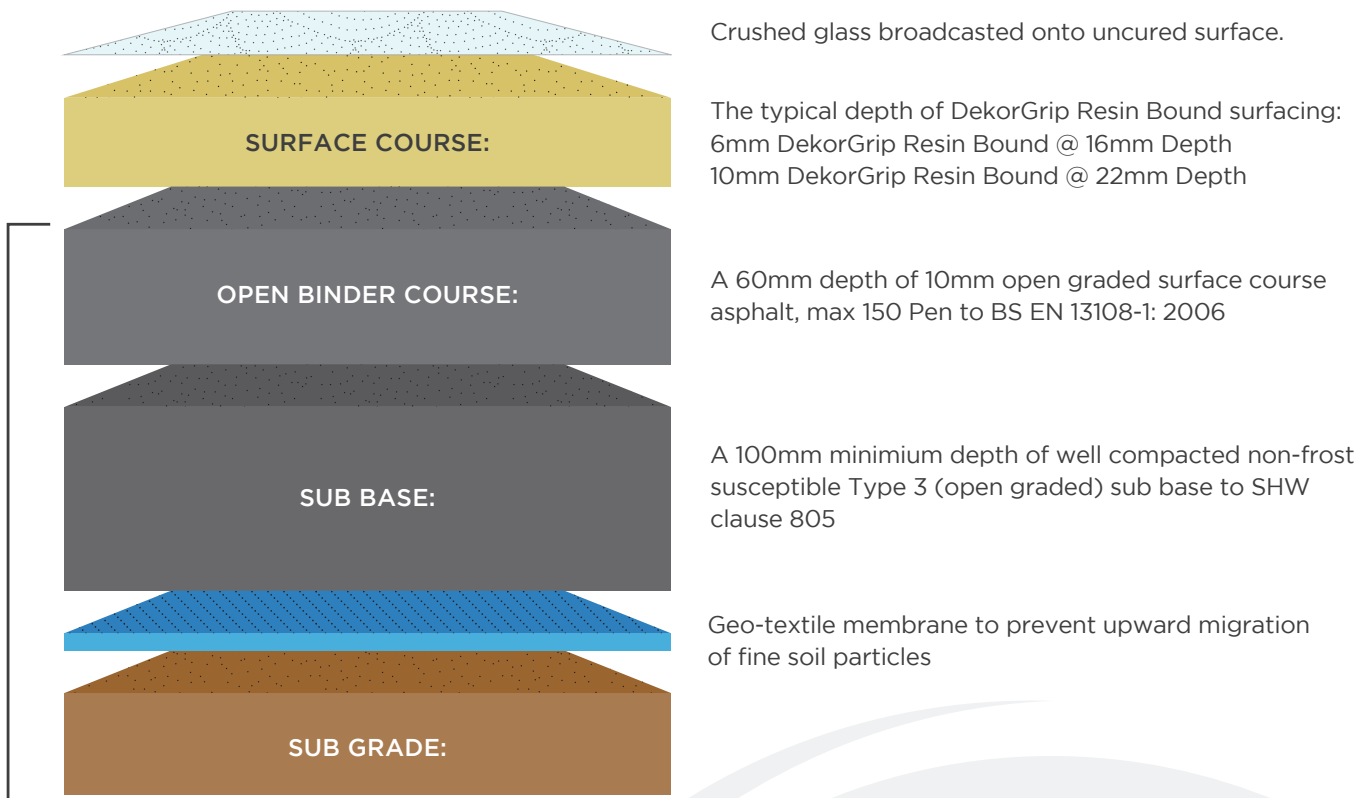 Crushed glass broadcasted onto uncured surface.
SURFACE COURSE:
The typical depth of DekorGrip Resin Bound surfacing:
6mm DekorGrip Resin Bound @ 16mm Depth
10mm DekorGrip Resin Bound @ 22mm Depth
OPEN BINDER COURSE:
A 60mm depth of 10mm open graded surface course
asphalt, max 150 Pen to BS EN 13108-1: 2006
SUB BASE:
A 100mm minimium depth of well compacted non-frost
susceptible Type 3 (open graded) sub base to SHW
clause 805
Geo-textile membrane to prevent upward migration
of fine soil particles
SUB GRADE: